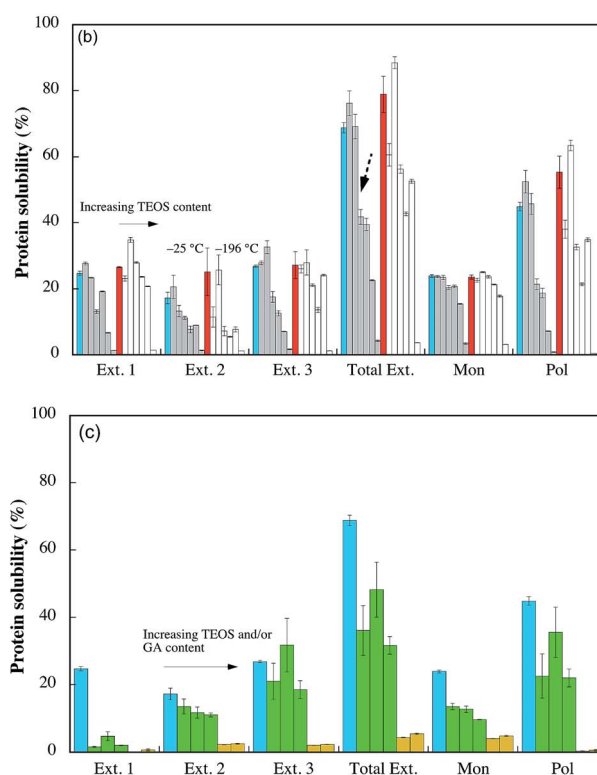 (b)
100
80
60
40
20
0
Protein solubility (%)
Increasing TEOS content
–25 °C
–196 °C
Ext. 1 Ext. 2 Ext. 3 Total Ext. Mon Pol
(c)
100
80
60
40
20
0
Protein solubility (%)
Increasing TEOS and/or
GA content
Ext. 1 Ext. 2 Ext. 3 Total Ext. Mon Pol